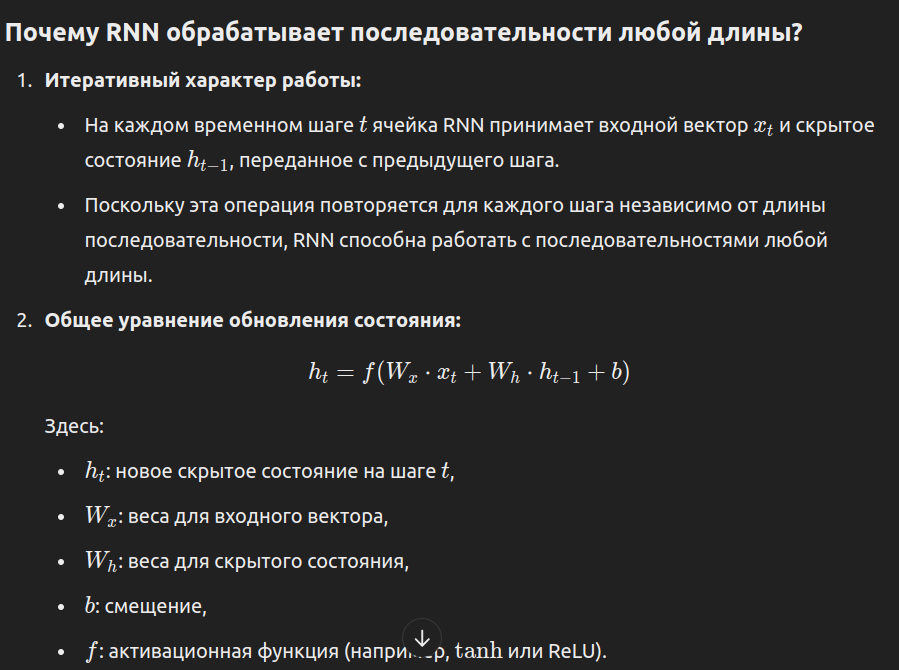 Почему RNN обрабатывает последовательности любой длины?
1. Итеративный характер работы:
• На каждом временном шаге t ячейка RNN принимает входной вектор x_t и скрытое
состояние h_{t−1}, переданное с предыдущего шага.
• Поскольку эта операция повторяется для каждого шага независимо от длины
последовательности, RNN способна работать с последовательностями любой
длины.
2. Общее уравнение обновления состояния:
h_t = f(W_x · x_t + W_h · h_{t−1} + b)
Здесь:
• h_t: новое скрытое состояние на шаге t,
• W_x: веса для входного вектора,
• W_h: веса для скрытого состояния,
• b: смещение,
• f: активационная функция (например, tanh или ReLU).